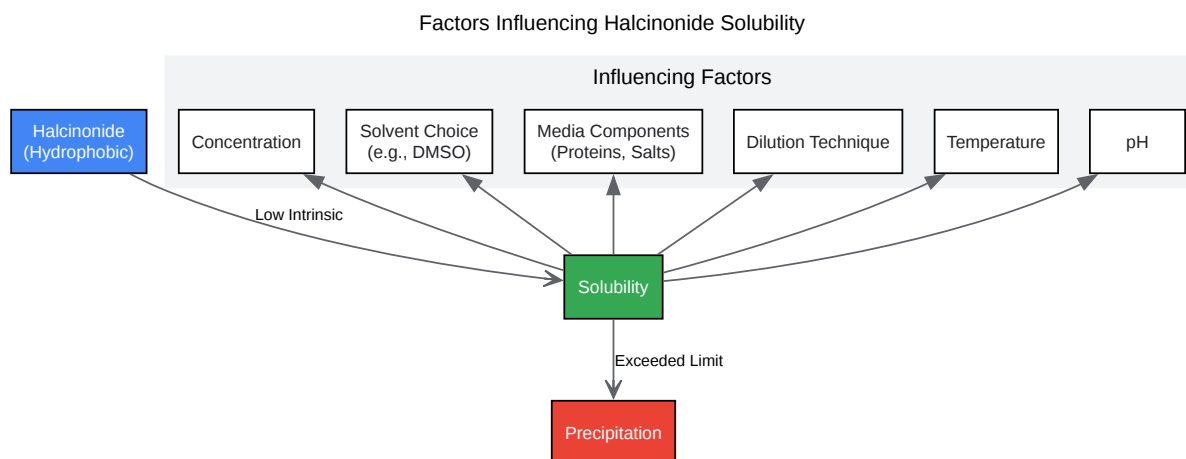 Factors Influencing Halcinonide Solubility
Influencing Factors
Halcinonide
(Hydrophobic)
Concentration
Solvent Choice
(e.g., DMSO)
Media Components
(Proteins, Salts)
Dilution Technique
Temperature
pH
Low Intrinsic
Solubility
Exceeded Limit
Precipitation